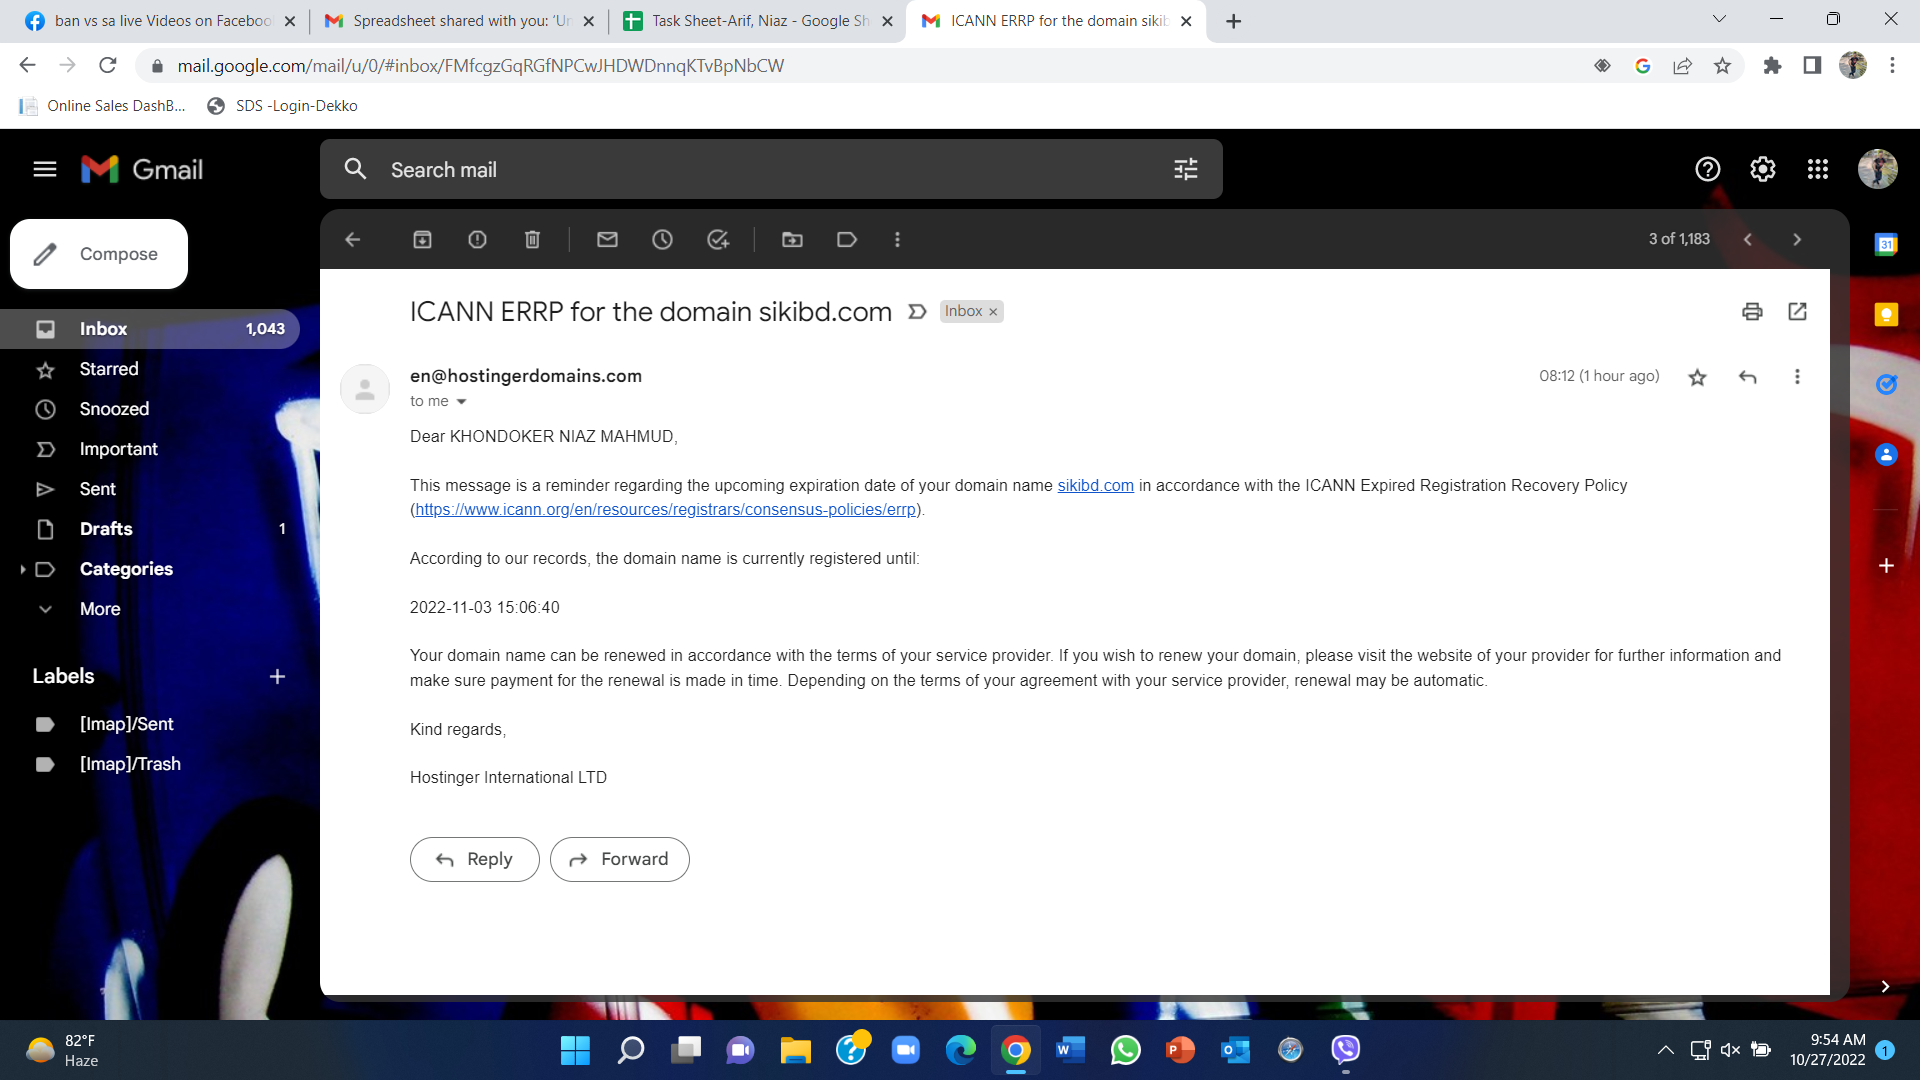 ban vs sa live Videos on Faceboo
Spreadsheet shared with you: 'Un
Task Sheet-Arif, Niaz - Google Sh
ICANN ERRP for the domain sikib
mail.google.com/mail/u/0/#inbox/FMfcgzGqRGfNPCwJHDWDnnqKTvBpNbCW
Online Sales DashB...
SDS -Login-Dekko
Gmail
Search mail
Compose
3 of 1,183
Inbox 1,043
Starred
Snoozed
Important
Sent
Drafts 1
Categories
More
Labels
[Imap]/Sent
[Imap]/Trash
ICANN ERRP for the domain sikibd.com
Inbox ×
en@hostingerdomains.com
08:12 (1 hour ago)
to me
Dear KHONDOKER NIAZ MAHMUD,
This message is a reminder regarding the upcoming expiration date of your domain name sikibd.com in accordance with the ICANN Expired Registration Recovery Policy
(https://www.icann.org/en/resources/registrars/consensus-policies/errp).
According to our records, the domain name is currently registered until:
2022-11-03 15:06:40
Your domain name can be renewed in accordance with the terms of your service provider. If you wish to renew your domain, please visit the website of your provider for further information and
make sure payment for the renewal is made in time. Depending on the terms of your agreement with your service provider, renewal may be automatic.
Kind regards,
Hostinger International LTD
Reply
Forward
31
82°F
Haze
9:54 AM
10/27/2022
1